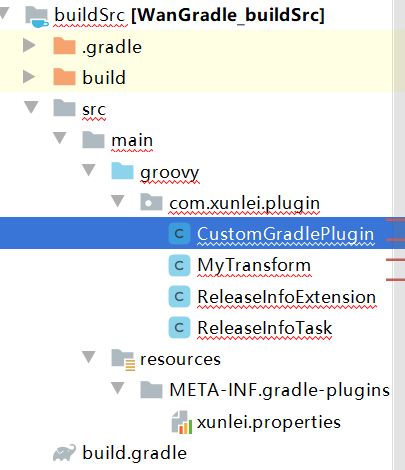 buildSrc [WanGradle_buildSrc]
.gradle
build
src
main
groovy
com.xunlei.plugin
CustomGradlePlugin
MyTransform
ReleaseInfoExtension
ReleaseInfoTask
resources
META-INF.gradle-plugins
xunlei.properties
build.gradle